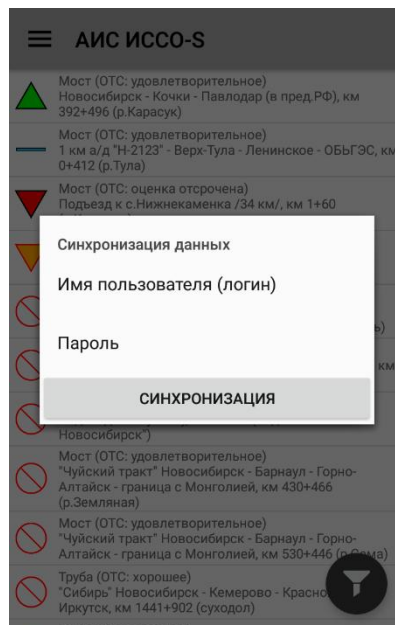 АИС ИССО-S
Мост (ОТС: удовлетворительное)
Новосибирск - Кочки - Павлодар (в пред.РФ), км
392+496 (р.Карасук)
Мост (ОТС: удовлетворительное)
1 км а/д "Н-2123" - Верх-Тула - Ленинское - ОБЬГЭС, км
0+412 (р.Тула)
Мост (ОТС: оценка отсрочена)
Подъезд к с.Нижнекаменка /34 км/, км 1+60
Синхронизация данных
Имя пользователя (логин)
Пароль
км
СИНХРОНИЗАЦИЯ
Новосибирск")
Мост (ОТС: удовлетворительное)
"Чуйский тракт" Новосибирск - Барнаул - Горно-
Алтайск - граница с Монголией, км 430+466
(р.Земляная)
Мост (ОТС: удовлетворительное)
"Чуйский тракт" Новосибирск - Барнаул - Горно-
Алтайск - граница с Монголией, км 530+446
Труба (ОТС: хорошее)
"Сибирь" Новосибирск - Кемерово -
Иркутск, км 1441+902 (суходол)